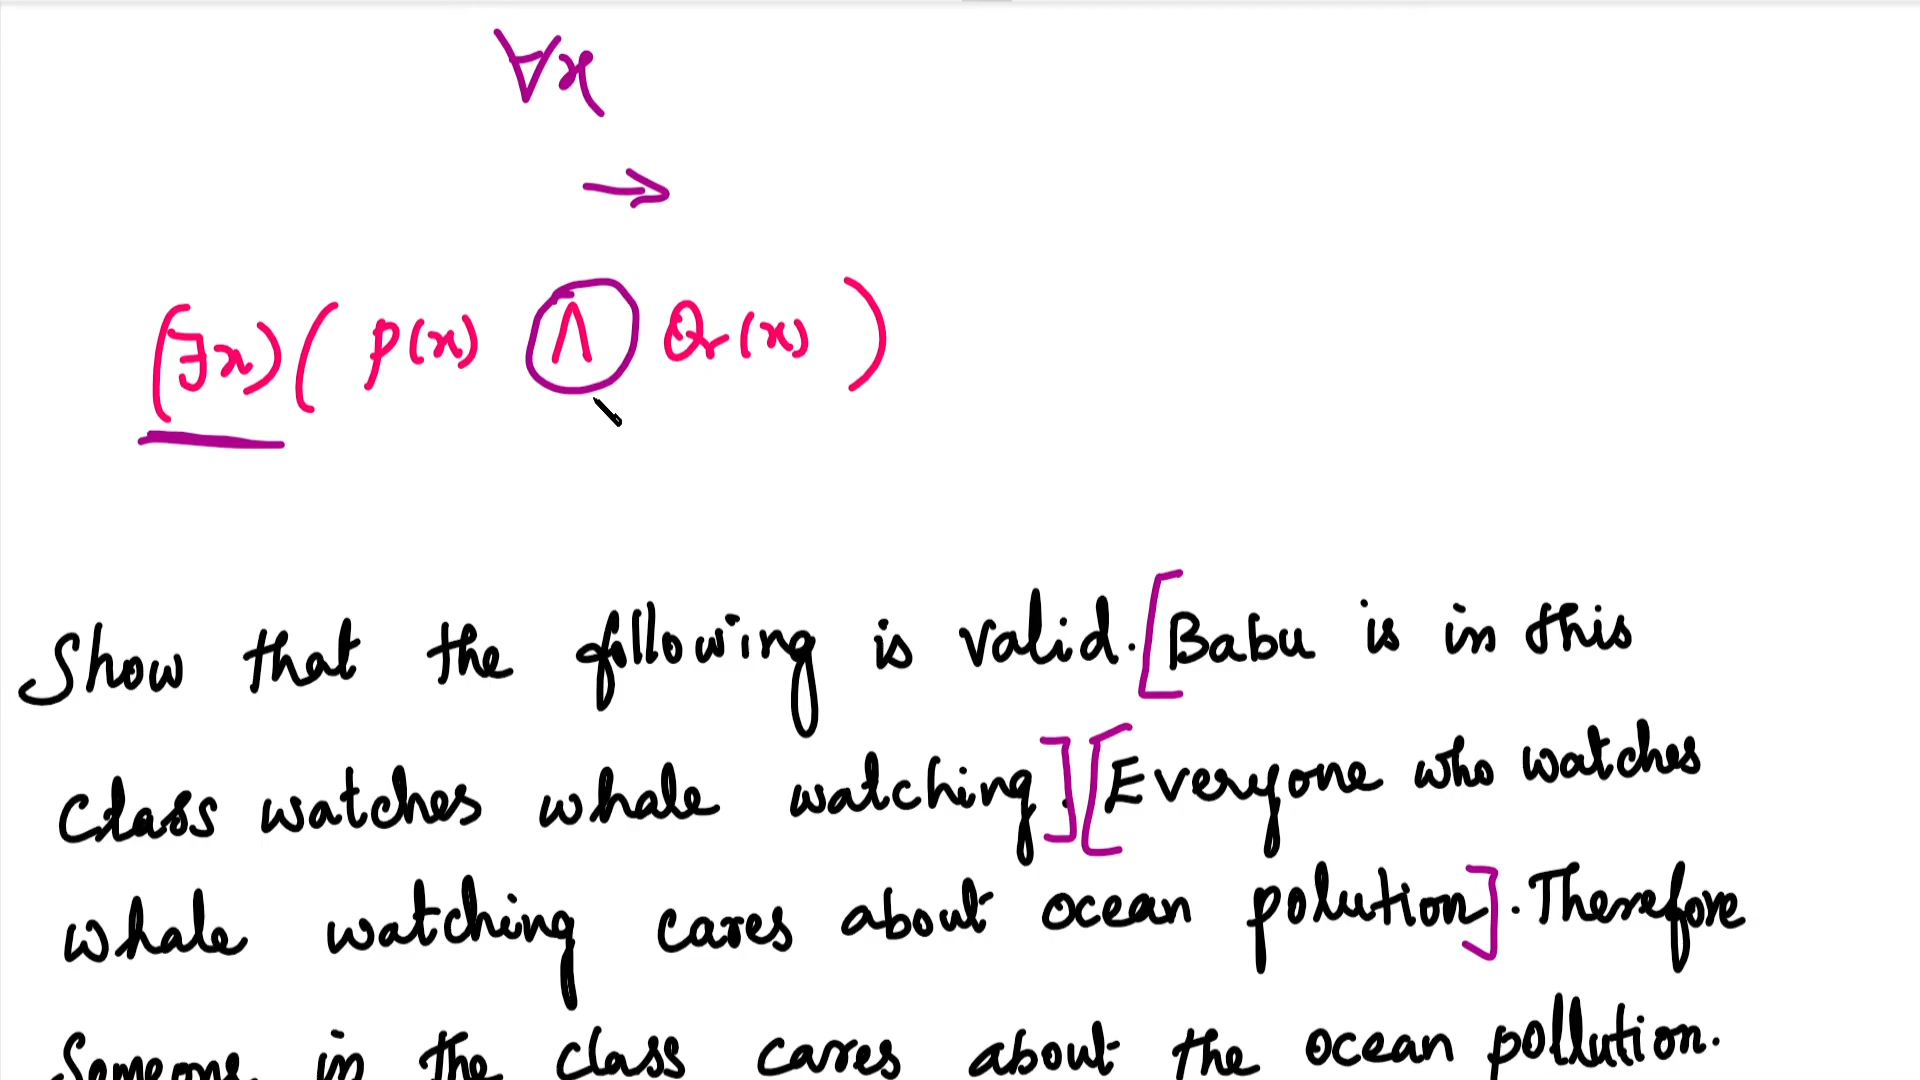 ∀x
→
(∃x)( P(x) ∧ Q(x) )
Show that the following is valid. [Babu is in this
class watches whale watching.] [Everyone who watches
whale watching cares about ocean polution]. Therefore
Someone in the class cares about the ocean pollution.